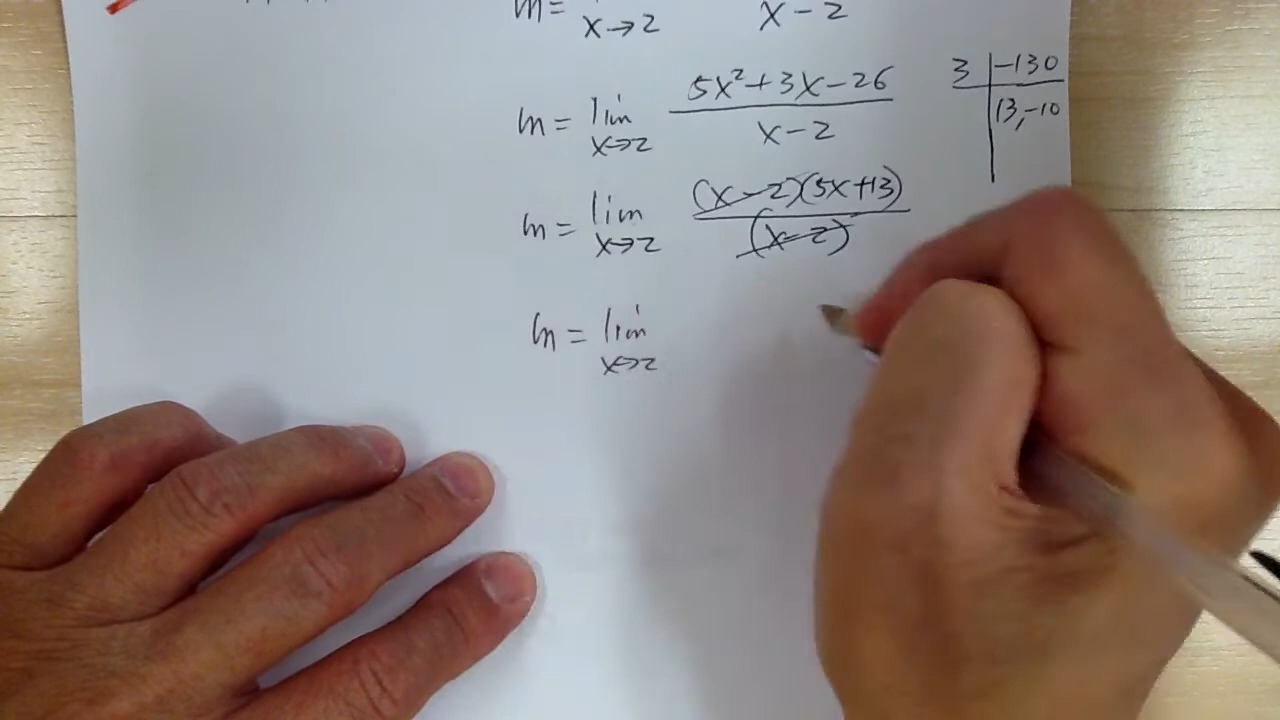 m =
x→2 x-2
m = lim 5x²+3x-26
x→2 x-2
3 -130
13,-10
m = lim (x-2)(5x+13)
x→2 (x-2)
m = lim
x→2